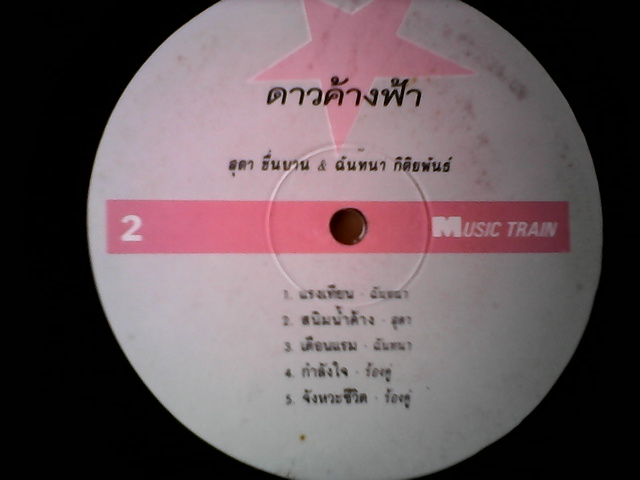 ดาวค้างฟ้า
สุดา ชื่นบาน & ฉันทนา กิติยพันธ์
2 MUSIC TRAIN
1. แรงเทียน - ฉันทนา
2. สนิมน้ำค้าง - สุดา
3. เดือนแรม - ฉันทนา
4. กำลังใจ - ร้องคู่
5. จังหวะชีวิต - ร้องคู่